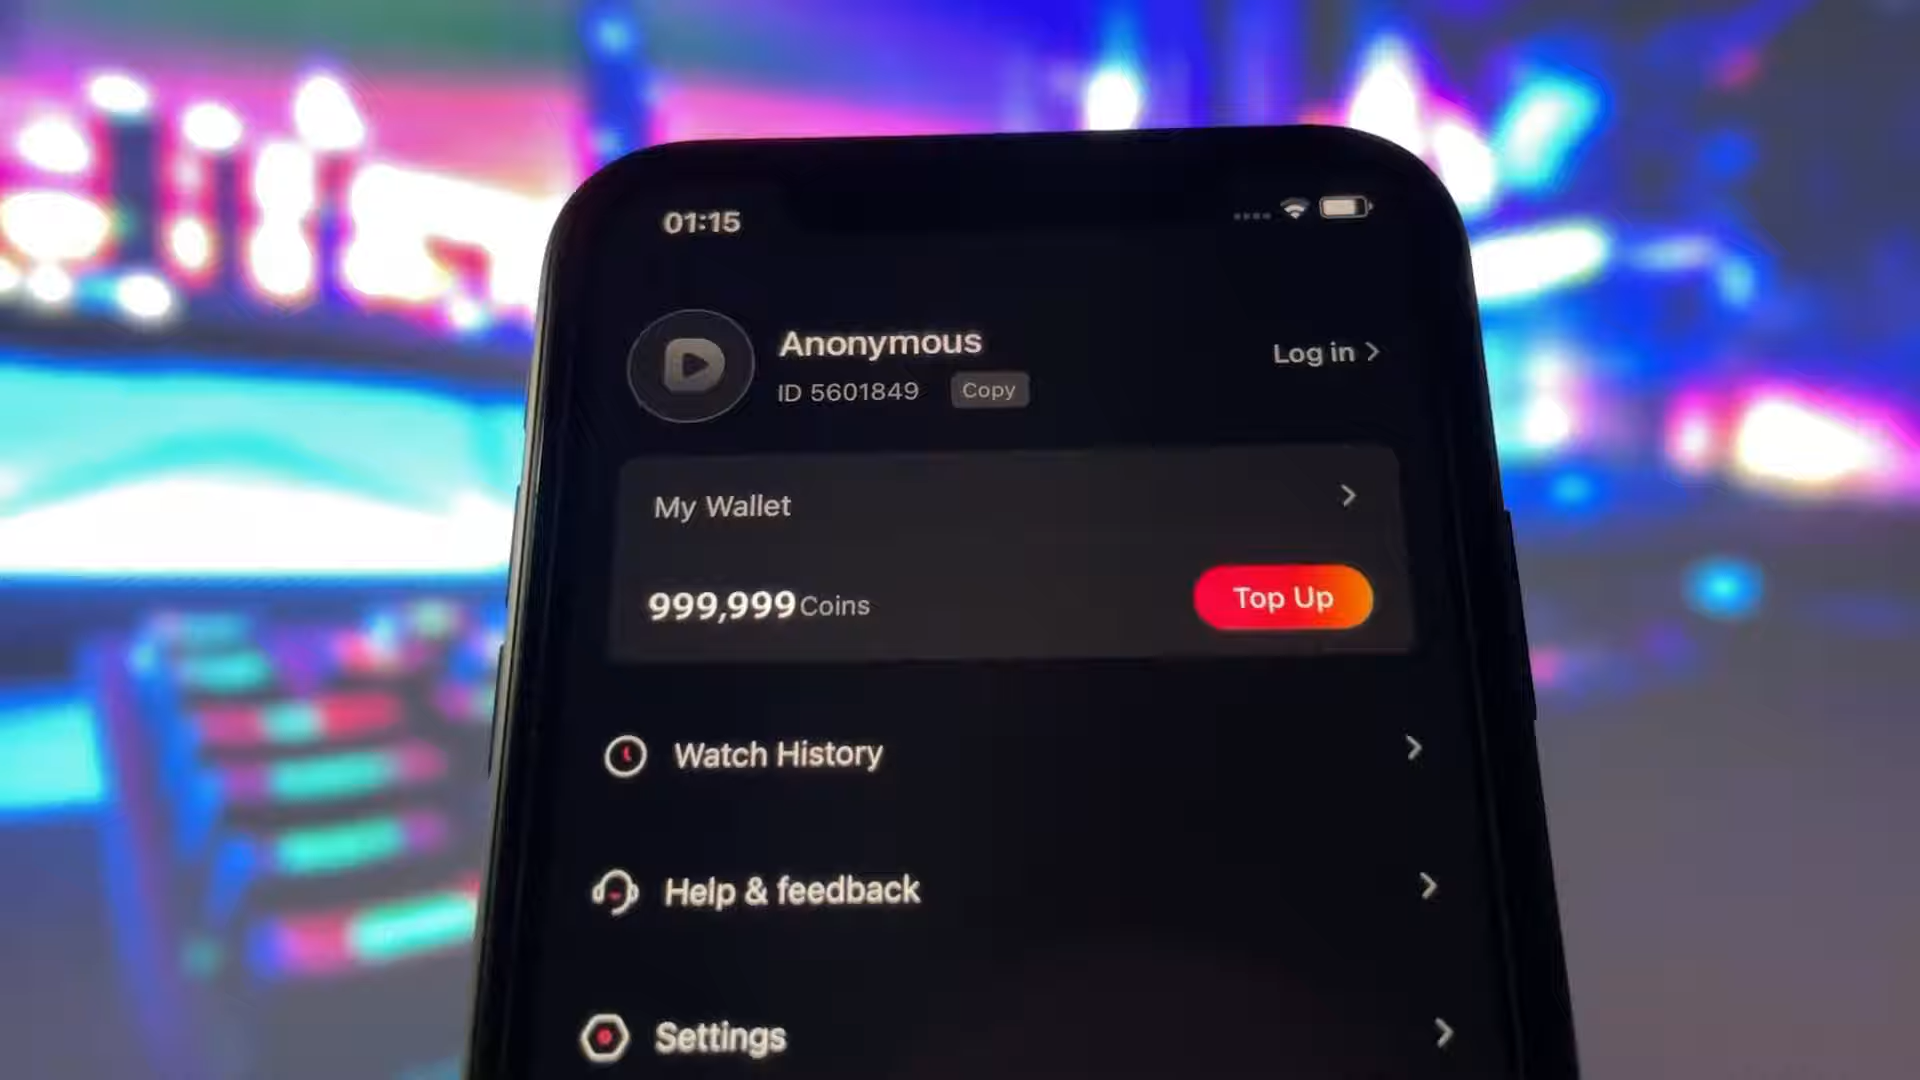 01:15
Anonymous
Log in
ID 5601849
Copy
My Wallet
999,999 Coins
Top Up
Watch History
Help & feedback
Settings